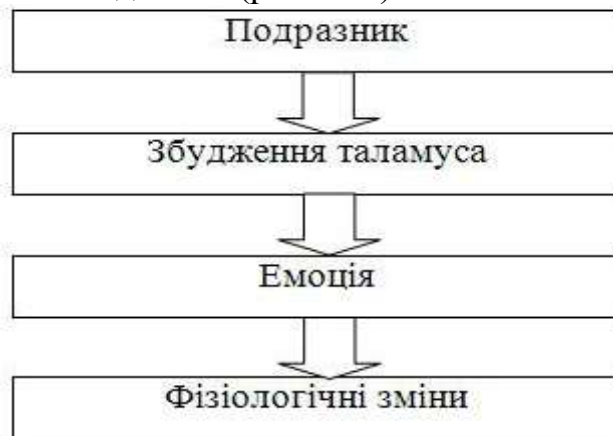 Подразник
Збудження таламуса
Емоція
Фізіологічні зміни